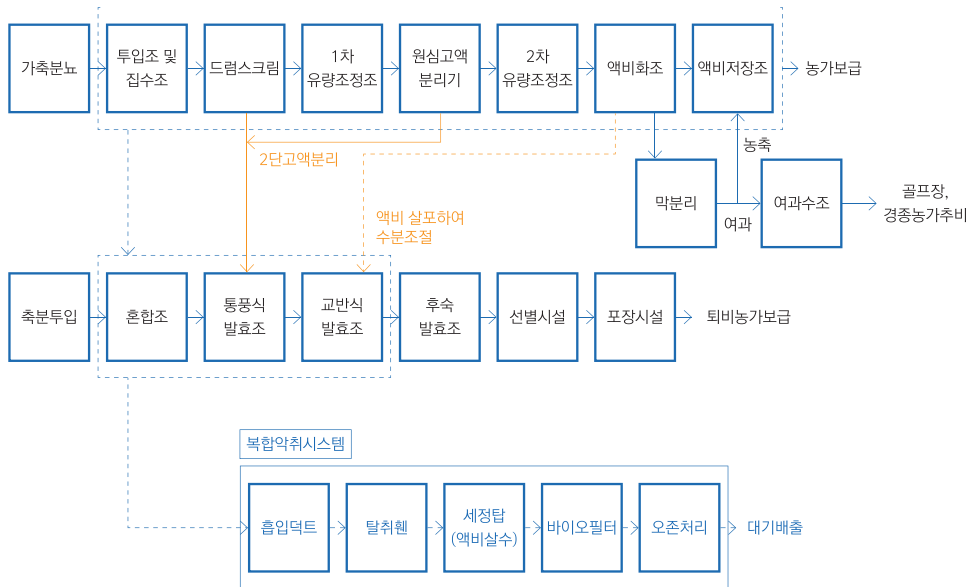 가축분뇨
투입조 및
집수조
드럼스크림
1차
유량조정조
원심고액
분리기
2차
유량조정조
액비화조
액비저장조
농가보급
2단고액분리
농축
막분리
여과
여과수조
골프장,
경종농가추비
액비 살포하여
수분조절
축분투입
혼합조
통풍식
발효조
교반식
발효조
후숙
발효조
선별시설
포장시설
퇴비농가보급
복합악취시스템
흡입덕트
탈취휀
세정탑
(액비살수)
바이오필터
오존처리
대기배출